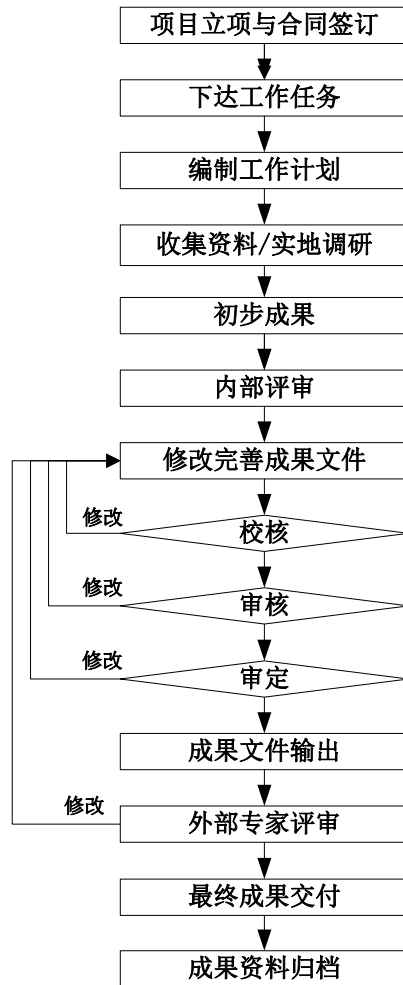 项目立项与合同签订
下达工作任务
编制工作计划
收集资料/实地调研
初步成果
内部评审
修改完善成果文件
修改
校核
修改
审核
修改
审定
成果文件输出
修改
外部专家评审
最终成果交付
成果资料归档